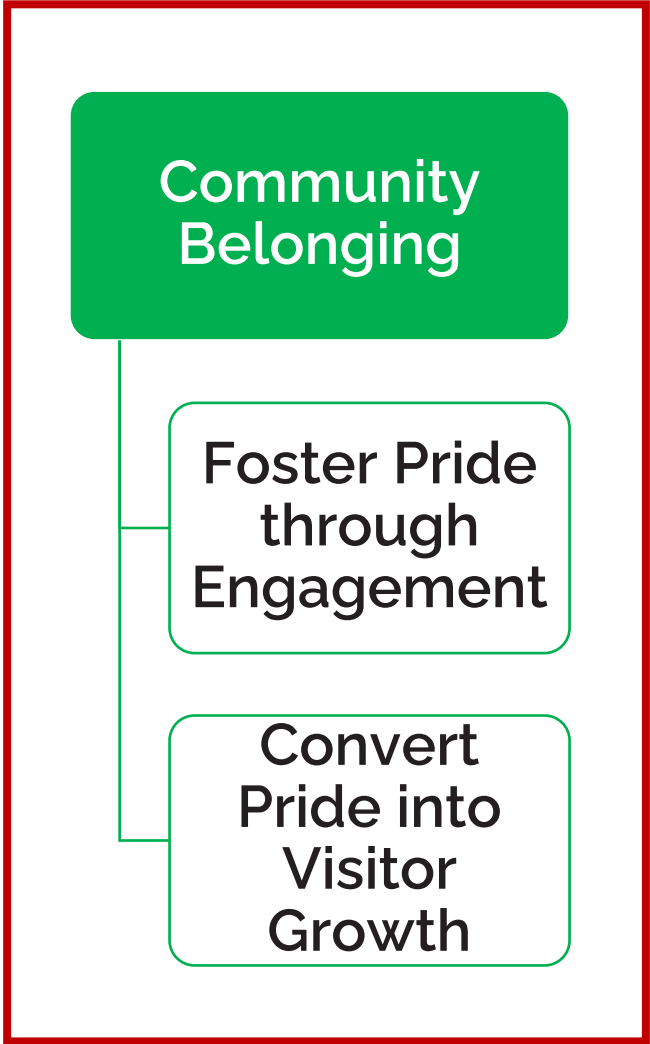 Community
Belonging
Foster Pride
through
Engagement
Convert
Pride into
Visitor
Growth